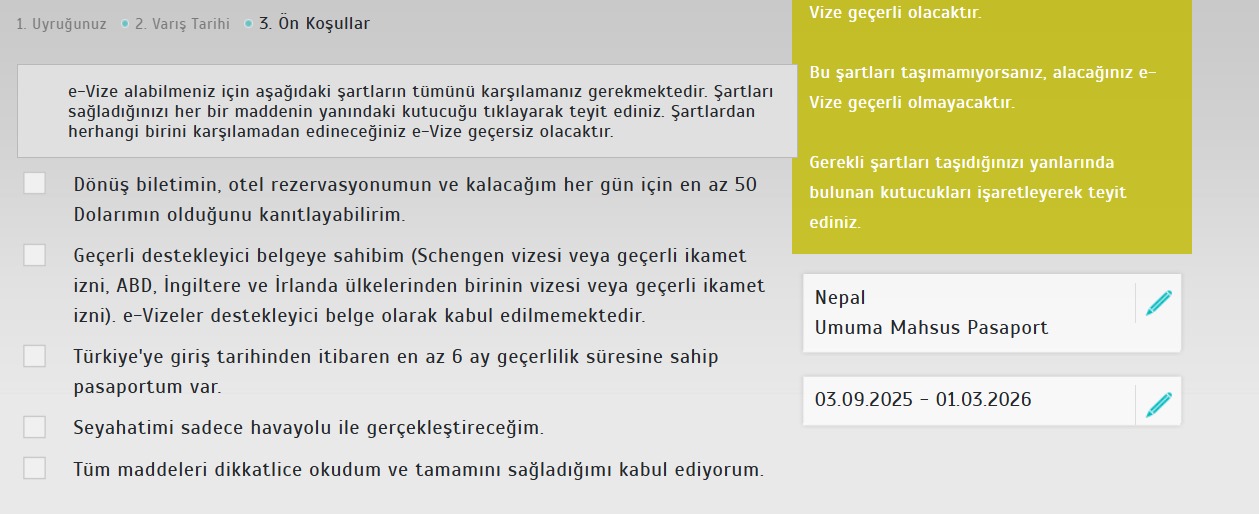 1. Uyruğunuz 2. Varış Tarihi 3. Ön Koşullar
e-Vize alabilmeniz için aşağıdaki şartların tümünü karşılamanız gerekmektedir. Şartları
sağladığınızı her bir maddenin yanındaki kutucuğu tıklayarak teyit ediniz. Şartlardan
herhangi birini karşılamadan edineceğiniz e-Vize geçersiz olacaktır.
Dönüş biletimin, otel rezervasyonumun ve kalacağım her gün için en az 50
Dolarımın olduğunu kanıtlayabilirim.
Geçerli destekleyici belgeye sahibim (Schengen vizesi veya geçerli ikamet
izni, ABD, İngiltere ve İrlanda ülkelerinden birinin vizesi veya geçerli ikamet
izni). e-Vizeler destekleyici belge olarak kabul edilmemektedir.
Türkiye'ye giriş tarihinden itibaren en az 6 ay geçerlilik süresine sahip
pasaportum var.
Seyahatimi sadece havayolu ile gerçekleştireceğim.
Tüm maddeleri dikkatlice okudum ve tamamını sağladığımı kabul ediyorum.
Vize geçerli olacaktır.
Bu şartları taşımamıyorsanız, alacağınız e-
Vize geçerli olmayacaktır.
Gerekli şartları taşıdığınızı yanlarında
bulunan kutucukları işaretleyerek teyit
ediniz.
Nepal
Umuma Mahsus Pasaport
03.09.2025 - 01.03.2026